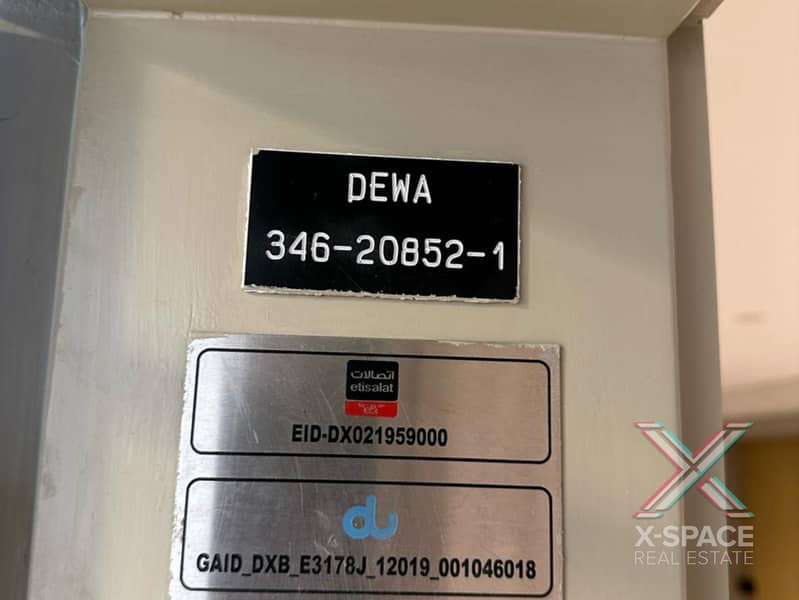 DEWA
346-20852-1
اتصالات
etisalat
EID-DX021959000
du
GAID_DXB_E3178J_12019_001046018
X-SPACE
REAL ESTATE